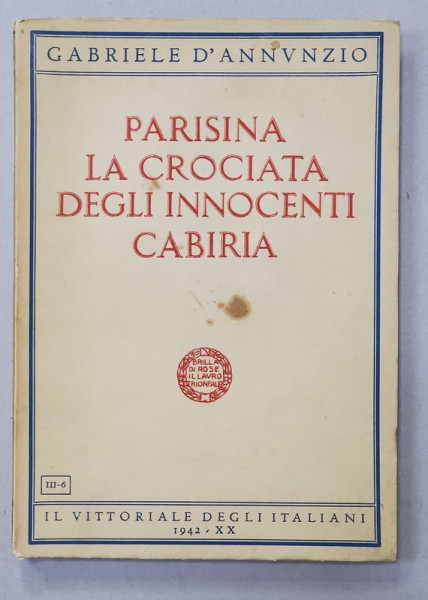 GABRIELE D'ANNVNZIO
PARISINA
LA CROCIATA
DEGLI INNOCENTI
CABIRIA
BRILLA
DI ROSE
IL LAVRO
TRIONFALE
III-6
IL VITTORIALE DEGLI ITALIANI
1942 - XX